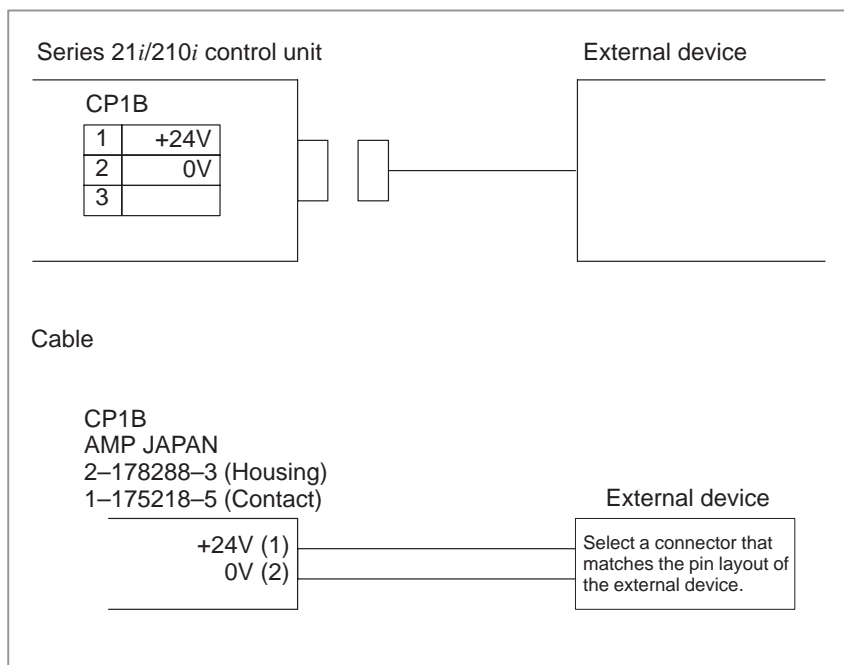 Series 21i/210i control unit
External device
CP1B
1 +24V
2 0V
3
Cable
CP1B
AMP JAPAN
2–178288–3 (Housing)
1–175218–5 (Contact)
External device
+24V (1)
0V (2)
Select a connector that
matches the pin layout of
the external device.